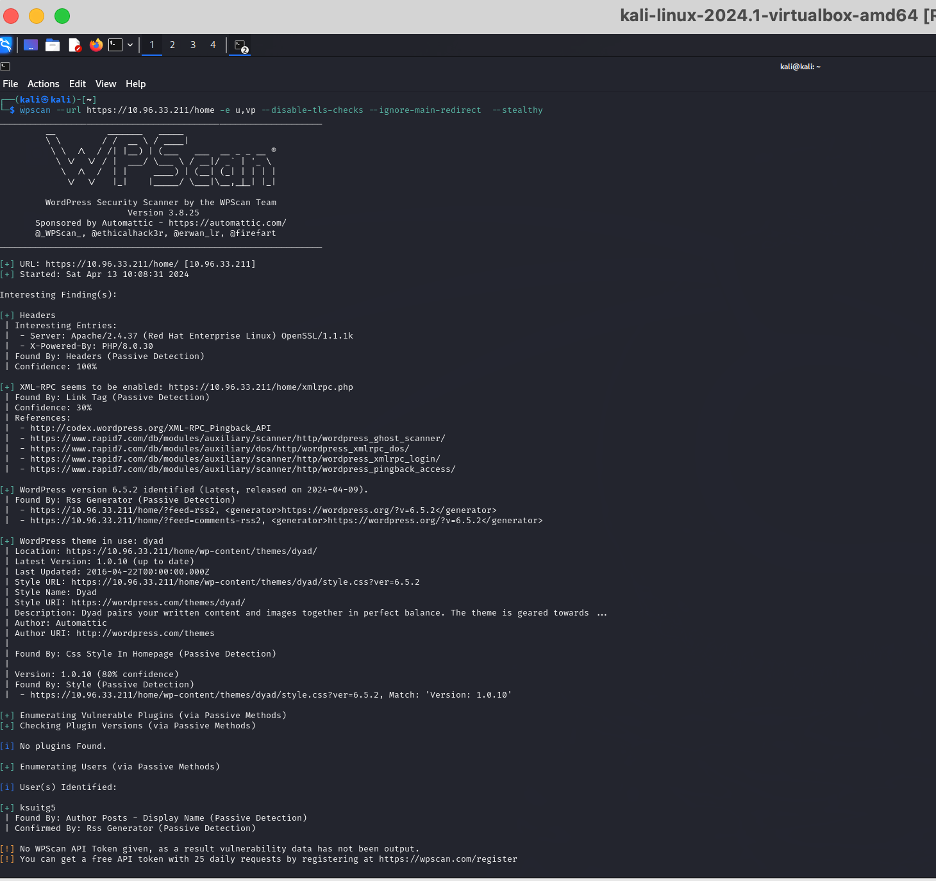 kali-linux-2024.1-virtualbox-amd64 [R
1 2 3 4 2
kali@kali: ~
File Actions Edit View Help
(kali㉿kali)-[~]
$ wpscan --url https://10.96.33.211/home -e u,vp --disable-tls-checks --ignore-main-redirect --stealthy
WPScan ®
WordPress Security Scanner by the WPScan Team
Version 3.8.25
Sponsored by Automattic - https://automattic.com/
@_WPScan_, @ethicalhack3r, @erwan_lr, @firefart
[+] URL: https://10.96.33.211/home/ [10.96.33.211]
[+] Started: Sat Apr 13 10:08:31 2024
Interesting Finding(s):
[+] Headers
| Interesting Entries:
| - Server: Apache/2.4.37 (Red Hat Enterprise Linux) OpenSSL/1.1.1k
| - X-Powered-By: PHP/8.0.30
| Found By: Headers (Passive Detection)
| Confidence: 100%
[+] XML-RPC seems to be enabled: https://10.96.33.211/home/xmlrpc.php
| Found By: Link Tag (Passive Detection)
| Confidence: 30%
| References:
| - http://codex.wordpress.org/XML-RPC_Pingback_API
| - https://www.rapid7.com/db/modules/auxiliary/scanner/http/wordpress_ghost_scanner/
| - https://www.rapid7.com/db/modules/auxiliary/dos/http/wordpress_xmlrpc_dos/
| - https://www.rapid7.com/db/modules/auxiliary/scanner/http/wordpress_xmlrpc_login/
| - https://www.rapid7.com/db/modules/auxiliary/scanner/http/wordpress_pingback_access/
[+] WordPress version 6.5.2 identified (Latest, released on 2024-04-09).
| Found By: Rss Generator (Passive Detection)
| - https://10.96.33.211/home/?feed=rss2, <generator>https://wordpress.org/?v=6.5.2</generator>
| - https://10.96.33.211/home/?feed=comments-rss2, <generator>https://wordpress.org/?v=6.5.2</generator>
[+] WordPress theme in use: dyad
| Location: https://10.96.33.211/home/wp-content/themes/dyad/
| Latest Version: 1.0.10 (up to date)
| Last Updated: 2016-04-22T00:00:00.000Z
| Style URL: https://10.96.33.211/home/wp-content/themes/dyad/style.css?ver=6.5.2
| Style Name: Dyad
| Style URI: https://wordpress.com/themes/dyad/
| Description: Dyad pairs your written content and images together in perfect balance. The theme is geared towards ...
| Author: Automattic
| Author URI: http://wordpress.com/themes
|
| Found By: Css Style In Homepage (Passive Detection)
|
| Version: 1.0.10 (80% confidence)
| Found By: Style (Passive Detection)
| - https://10.96.33.211/home/wp-content/themes/dyad/style.css?ver=6.5.2, Match: 'Version: 1.0.10'
[+] Enumerating Vulnerable Plugins (via Passive Methods)
[+] Checking Plugin Versions (via Passive Methods)
[i] No plugins Found.
[+] Enumerating Users (via Passive Methods)
[i] User(s) Identified:
[+] ksuitg5
| Found By: Author Posts - Display Name (Passive Detection)
| Confirmed By: Rss Generator (Passive Detection)
[!] No WPScan API Token given, as a result vulnerability data has not been output.
[!] You can get a free API token with 25 daily requests by registering at https://wpscan.com/register